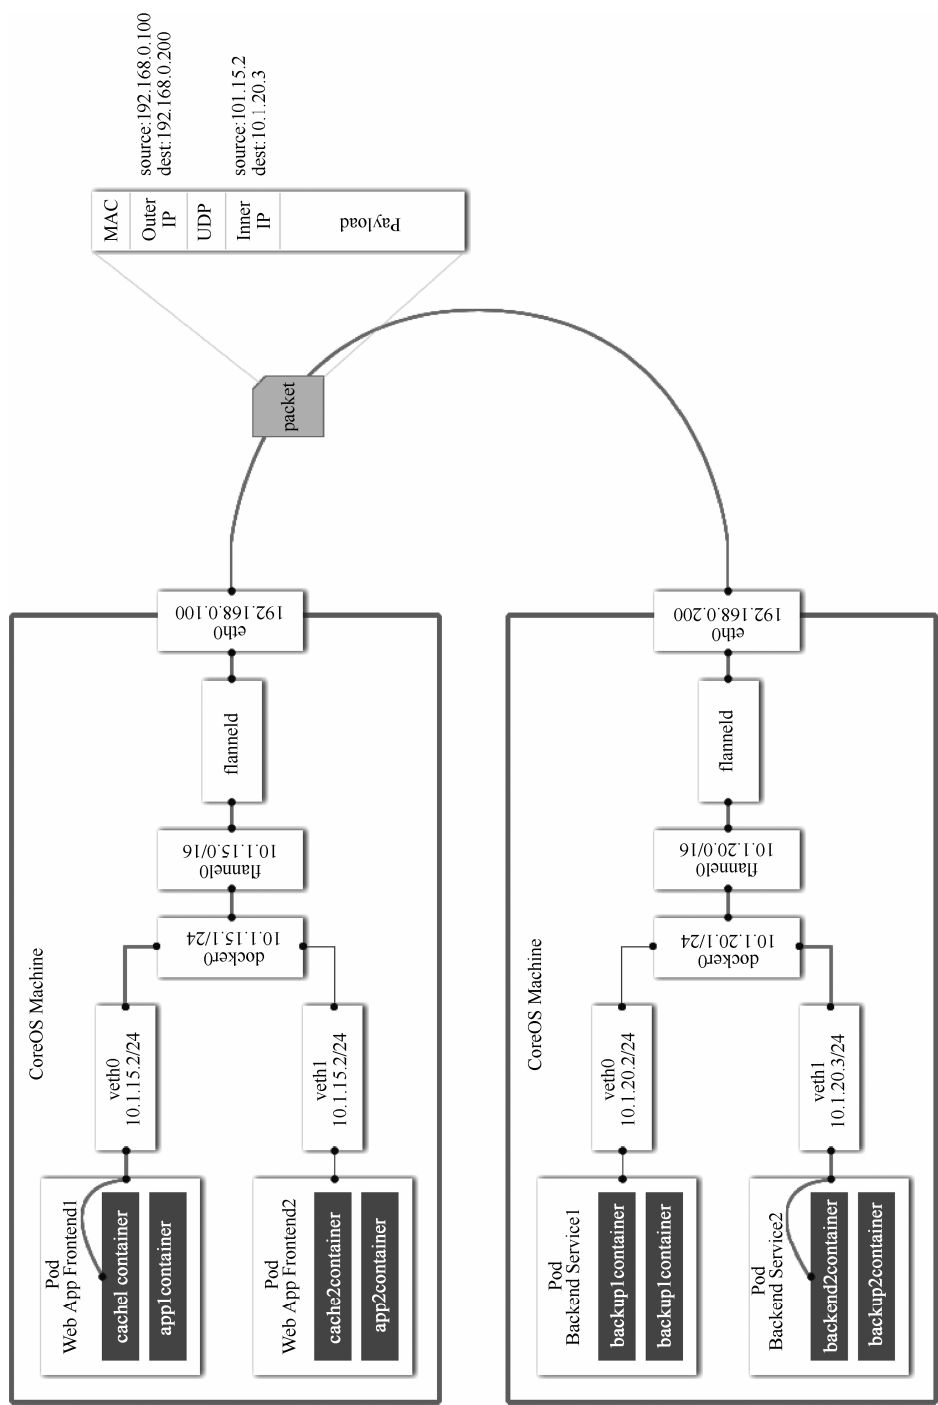 source:192.168.0.100
dest:192.168.0.200
source:101.15.2
dest:10.1.20.3
MAC
Outer
IP
UDP
Inner
IP
Payload
packet
CoreOS Machine
Pod
Web App Frontend1
cache1 container
app1container
veth0
10.1.15.2/24
Pod
Web App Frontend2
cache2container
app2container
veth1
10.1.15.2/24
docker0
10.1.15.1/24
flannel0
10.1.15.0/16
flanneld
eth0
192.168.0.100
CoreOS Machine
Pod
Backend Service1
backup1container
backup1container
veth0
10.1.20.2/24
Pod
Backend Service2
backend2container
backup2container
veth1
10.1.20.3/24
docker0
10.1.20.1/24
flannel0
10.1.20.0/16
flanneld
eth0
192.168.0.200